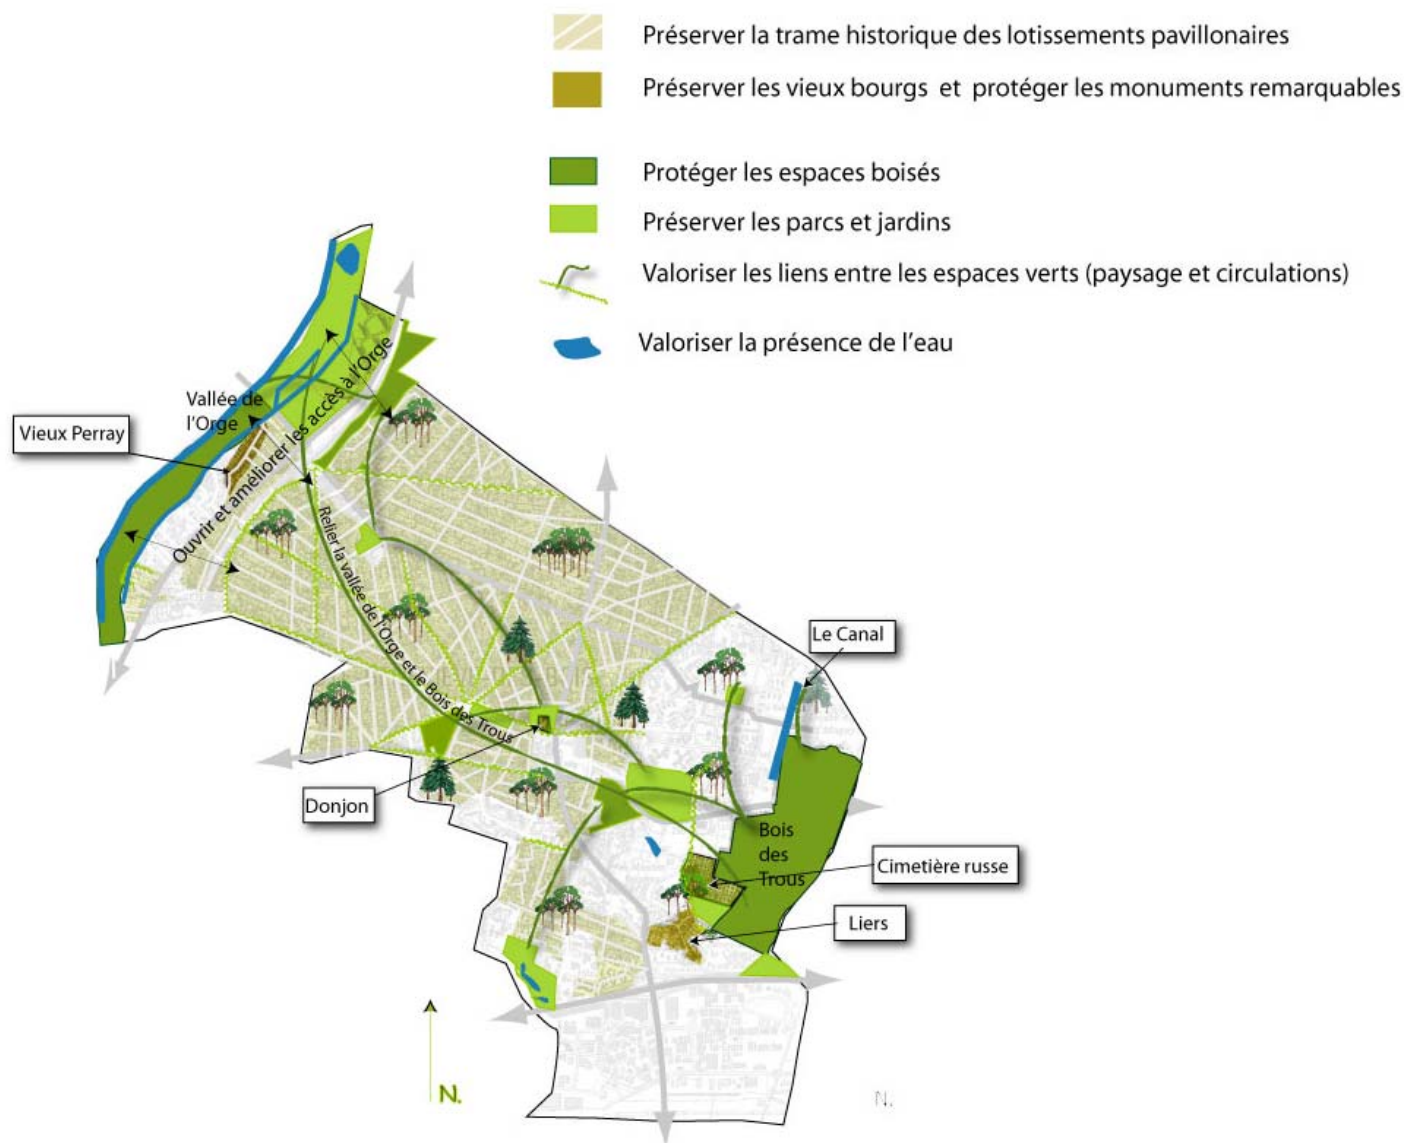 Préserver la trame historique des lotissements pavillonaires
Préserver les vieux bourgs et protéger les monuments remarquables
Protéger les espaces boisés
Préserver les parcs et jardins
Valoriser les liens entre les espaces verts (paysage et circulations)
Valoriser la présence de l'eau
Vallée de
l'Orge
Vieux Perray
Ouvrir et améliorer les accès à l'Orge
Relier la vallée de l'Orge et le Bois des Trous
Le Canal
Donjon
Bois
des
Trous
Cimetière russe
Liers
N.
N.